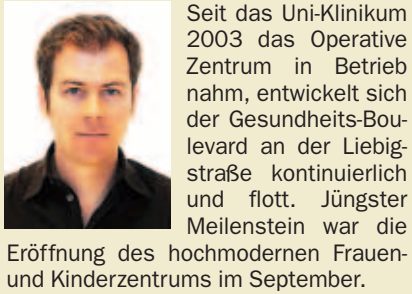 Seit das Uni-Klinikum
2003 das Operative
Zentrum in Betrieb
nahm, entwickelt sich
der Gesundheits-Bou-
levard an der Liebig-
straße kontinuierlich
und flott. Jüngster
Meilenstein war die
Eröffnung des hochmodernen Frauen-
und Kinderzentrums im September.